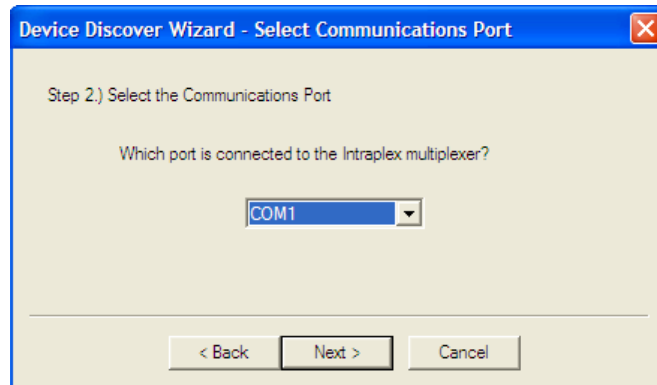 Device Discover Wizard - Select Communications Port
Step 2.) Select the Communications Port
Which port is connected to the Intraplex multiplexer?
COM1
< Back
Next >
Cancel